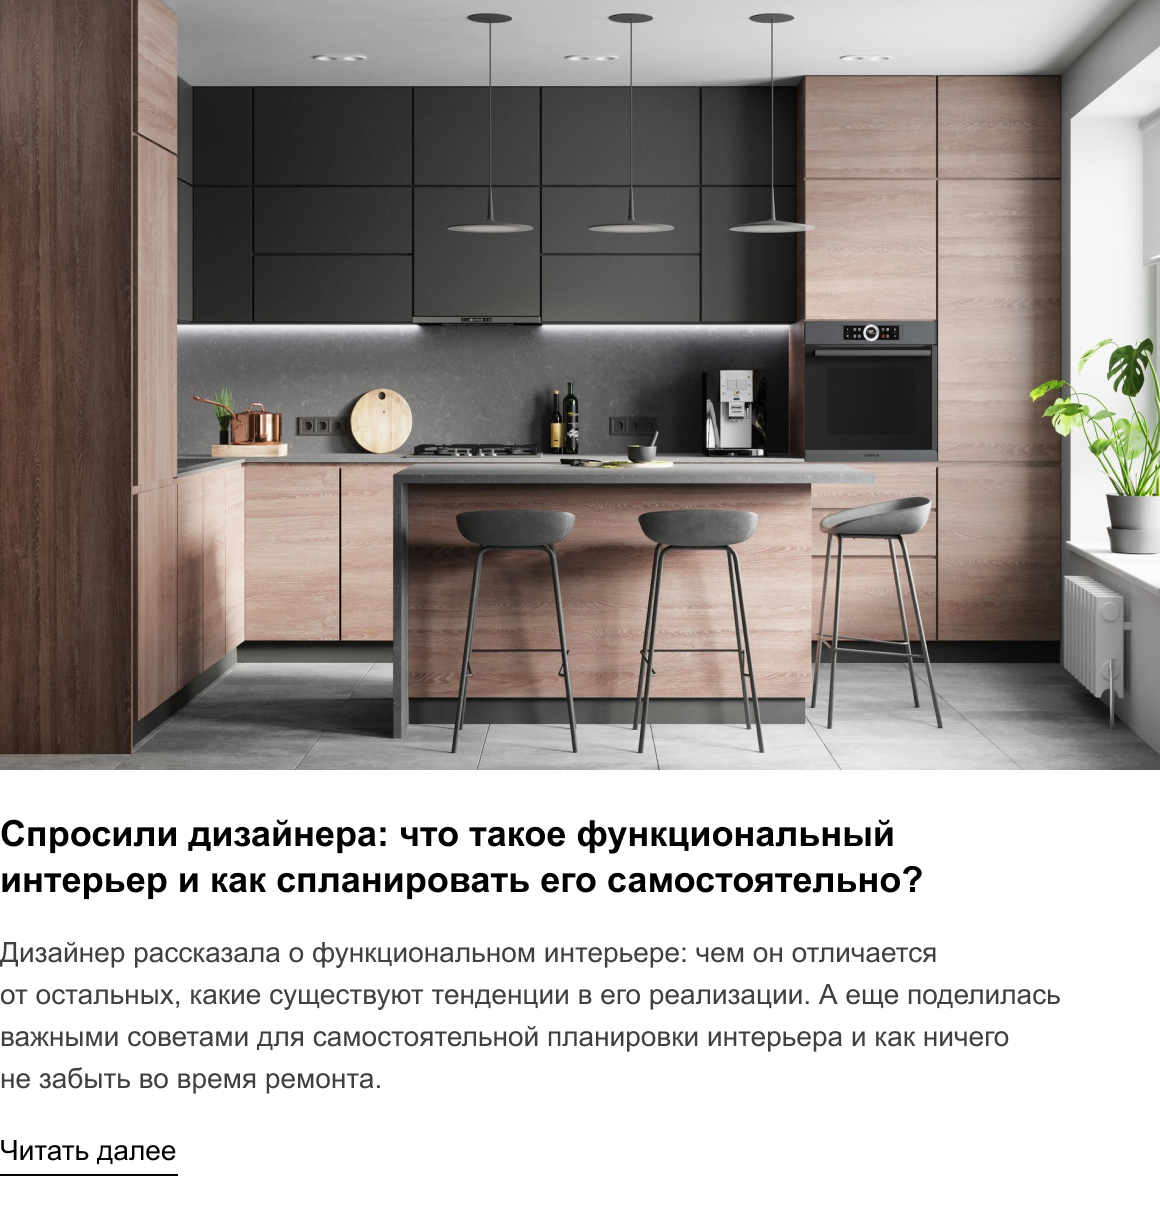 Спросили дизайнера: что такое функциональный
интерьер и как спланировать его самостоятельно?
Дизайнер рассказала о функциональном интерьере: чем он отличается
от остальных, какие существуют тенденции в его реализации. А еще поделилась
важными советами для самостоятельной планировки интерьера и как ничего
не забыть во время ремонта.
Читать далее